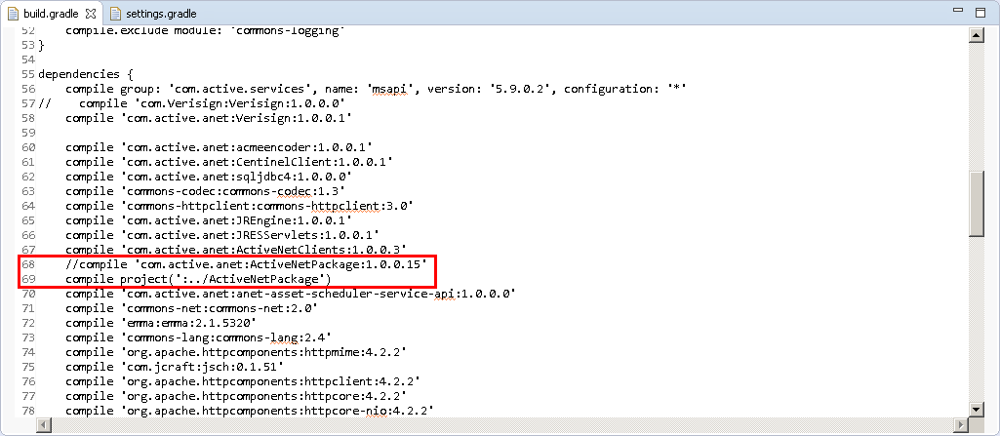 build.gradle settings.gradle
52 compile.exclude module: 'commons-logging'
53 }
54
55 dependencies {
56 compile group: 'com.active.services', name: 'msapi', version: '5.9.0.2', configuration: '*'
57 // compile 'com.Verisign:Verisign:1.0.0.0'
58 compile 'com.active.anet:Verisign:1.0.0.1'
59
60 compile 'com.active.anet:acmeencoder:1.0.0.1'
61 compile 'com.active.anet:CentinelClient:1.0.0.1'
62 compile 'com.active.anet:sqljdbc4:1.0.0.0'
63 compile 'commons-codec:commons-codec:1.3'
64 compile 'commons-httpclient:commons-httpclient:3.0'
65 compile 'com.active.anet:JREngine:1.0.0.1'
66 compile 'com.active.anet:JRESServlets:1.0.0.1'
67 compile 'com.active.anet:ActiveNetClients:1.0.0.3'
68 //compile 'com.active.anet:ActiveNetPackage:1.0.0.15'
69 compile project(':../ActiveNetPackage')
70 compile 'com.active.anet:anet-asset-scheduler-service-api:1.0.0.0'
71 compile 'commons-net:commons-net:2.0'
72 compile 'emma:emma:2.1.5320'
73 compile 'commons-lang:commons-lang:2.4'
74 compile 'org.apache.httpcomponents:httpmime:4.2.2'
75 compile 'com.jcraft:jsch:0.1.51'
76 compile 'org.apache.httpcomponents:httpclient:4.2.2'
77 compile 'org.apache.httpcomponents:httpcore:4.2.2'
78 compile 'org.apache.httpcomponents:httpcore-nio:4.2.2'